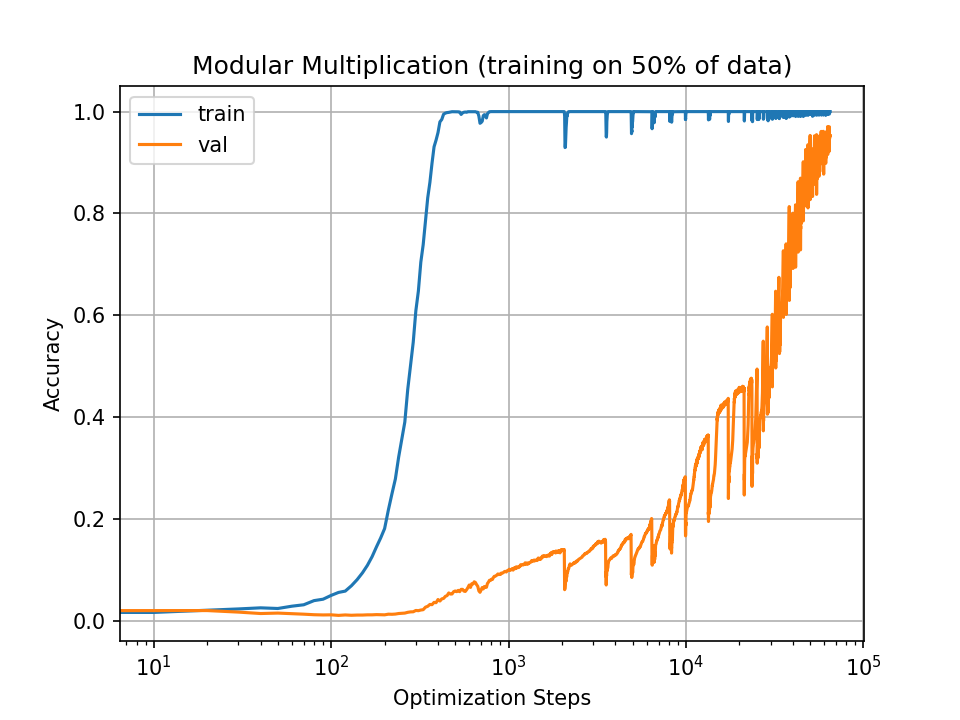 Modular Multiplication (training on 50% of data)
train
val
1.0
0.8
0.6
0.4
0.2
0.0
Accuracy
10¹
10²
10³
10⁴
10⁵
Optimization Steps